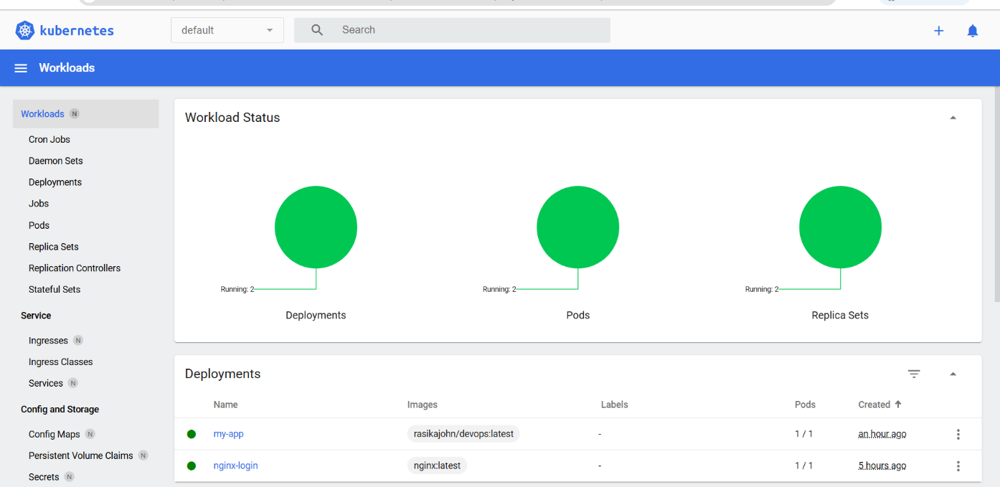 kubernetes
default
Search
Workloads
Workloads N
Cron Jobs
Daemon Sets
Deployments
Jobs
Pods
Replica Sets
Replication Controllers
Stateful Sets
Service
Ingresses N
Ingress Classes
Services N
Config and Storage
Config Maps N
Persistent Volume Claims N
Secrets N
Workload Status
Running: 2
Deployments
Running: 2
Pods
Running: 2
Replica Sets
Deployments
Name Images Labels Pods Created
my-app rasikajohn/devops:latest - 1 / 1 an hour ago
nginx-login nginx:latest - 1 / 1 5 hours ago